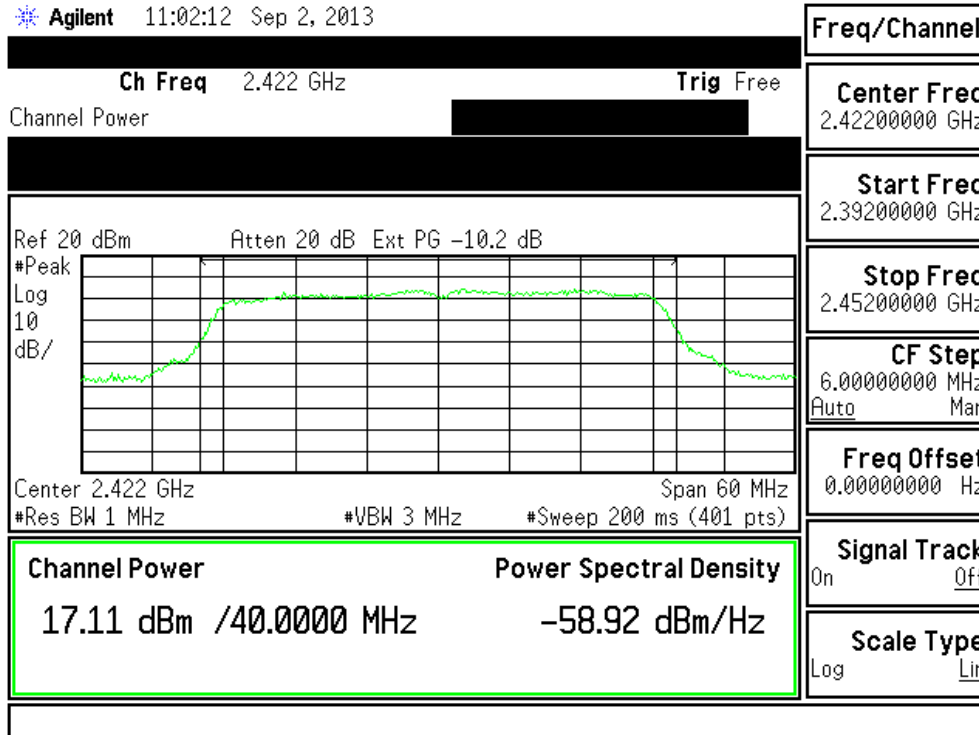 Agilent 11:02:12 Sep 2, 2013
Ch Freq 2.422 GHz Trig Free
Channel Power
Ref 20 dBm Atten 20 dB Ext PG -10.2 dB
#Peak
Log
10
dB/
Center 2.422 GHz Span 60 MHz
#Res BW 1 MHz #VBW 3 MHz #Sweep 200 ms (401 pts)
Channel Power Power Spectral Density
17.11 dBm /40.0000 MHz -58.92 dBm/Hz
Freq/Channel
Center Freq
2.42200000 GHz
Start Freq
2.39200000 GHz
Stop Freq
2.45200000 GHz
CF Step
6.00000000 MHz
Auto Man
Freq Offset
0.00000000 Hz
Signal Track
On Off
Scale Type
Log Lin